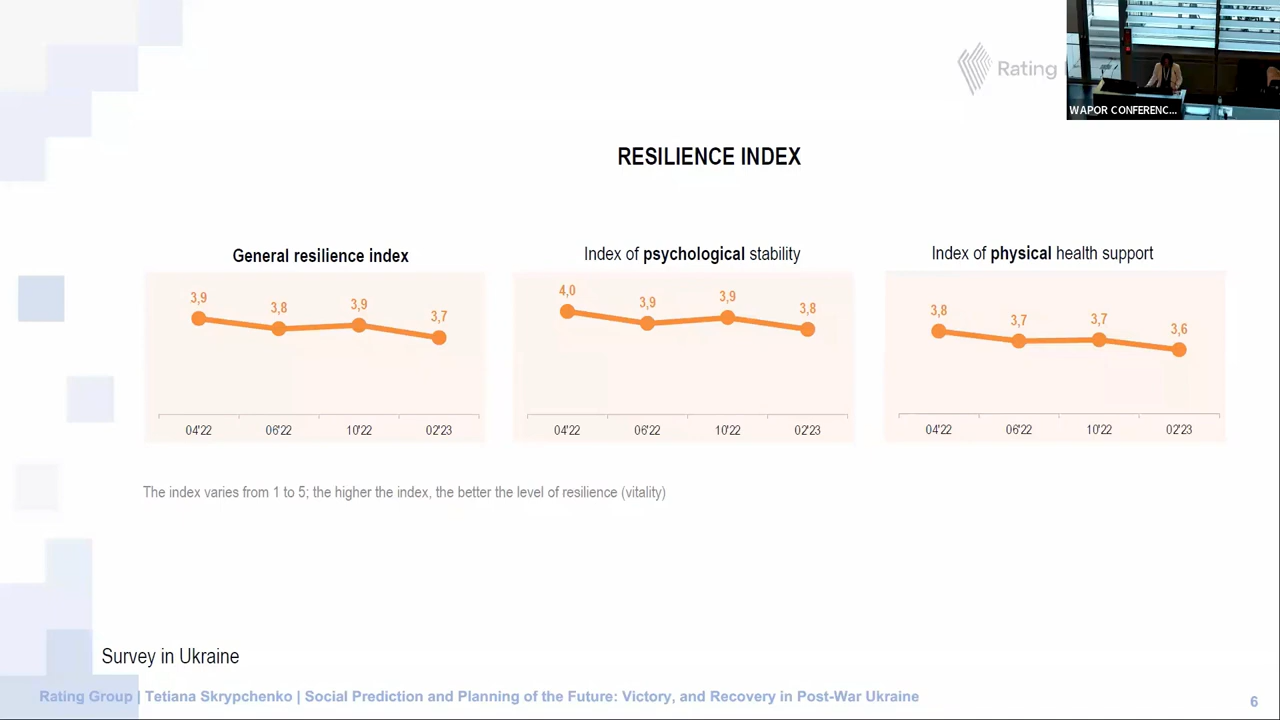 Rating
WAPOR CONFERENC...
RESILIENCE INDEX
General resilience index
3,9
3,8
3,9
3,7
04'22
06'22
10'22
02'23
Index of psychological stability
4,0
3,9
3,9
3,8
04'22
06'22
10'22
02'23
Index of physical health support
3,8
3,7
3,7
3,6
04'22
06'22
10'22
02'23
The index varies from 1 to 5; the higher the index, the better the level of resilience (vitality)
Survey in Ukraine
Rating Group | Tetiana Skrypchenko | Social Prediction and Planning of the Future: Victory, and Recovery in Post-War Ukraine
6